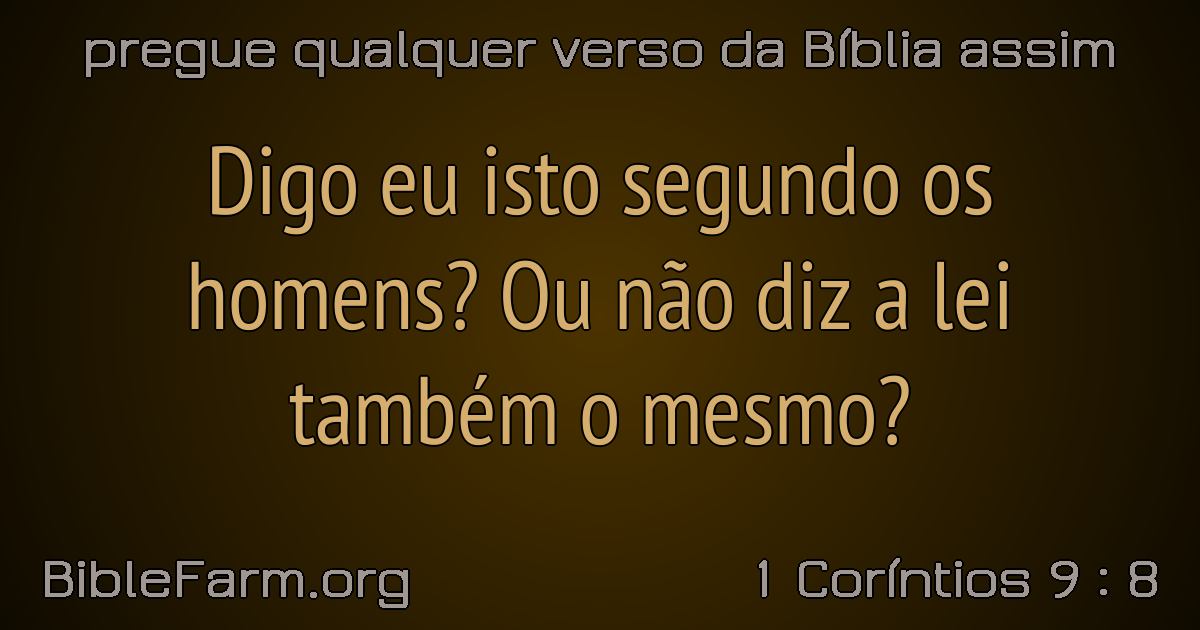 pregue qualquer verso da Bíblia assim
Digo eu isto segundo os
homens? Ou não diz a lei
também o mesmo?
BibleFarm.org
1 Coríntios 9 : 8